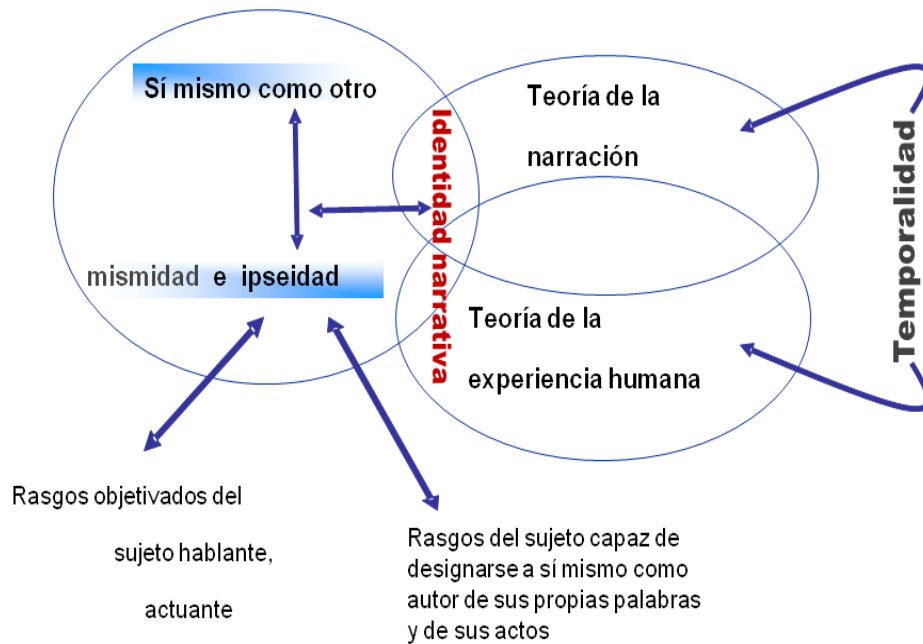 Sí mismo como otro
mismidad e ipseidad
Identidad narrativa
Teoría de la
narración
Teoría de la
experiencia humana
Temporalidad
Rasgos objetivados del
sujeto hablante,
actuante
Rasgos del sujeto capaz de
designarse a sí mismo como
autor de sus propias palabras
y de sus actos